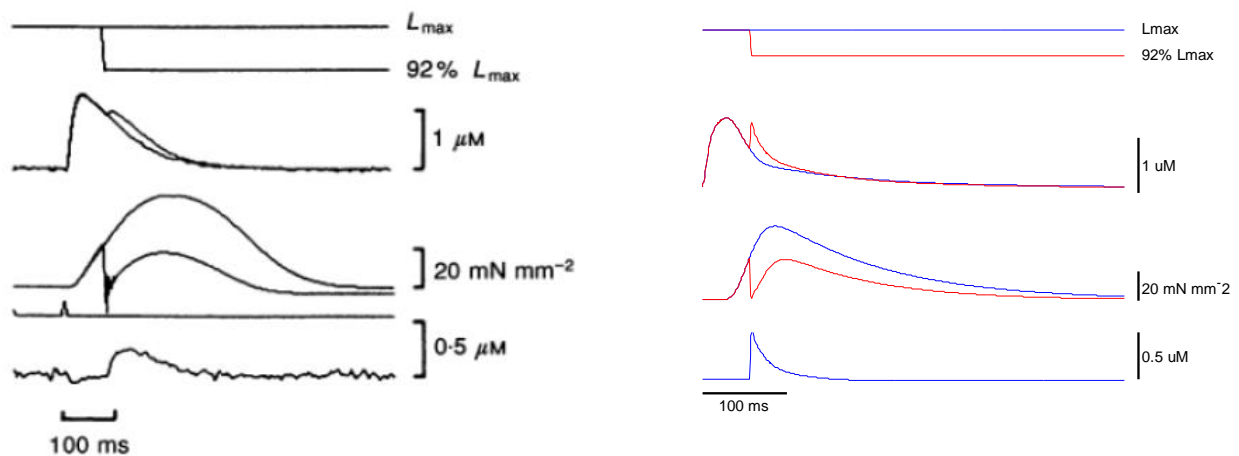 Lmax
92% Lmax
1 μM
20 mN mm−2
0·5 μM
100 ms
Lmax
92% Lmax
1 uM
20 mN mm-2
0.5 uM
100 ms